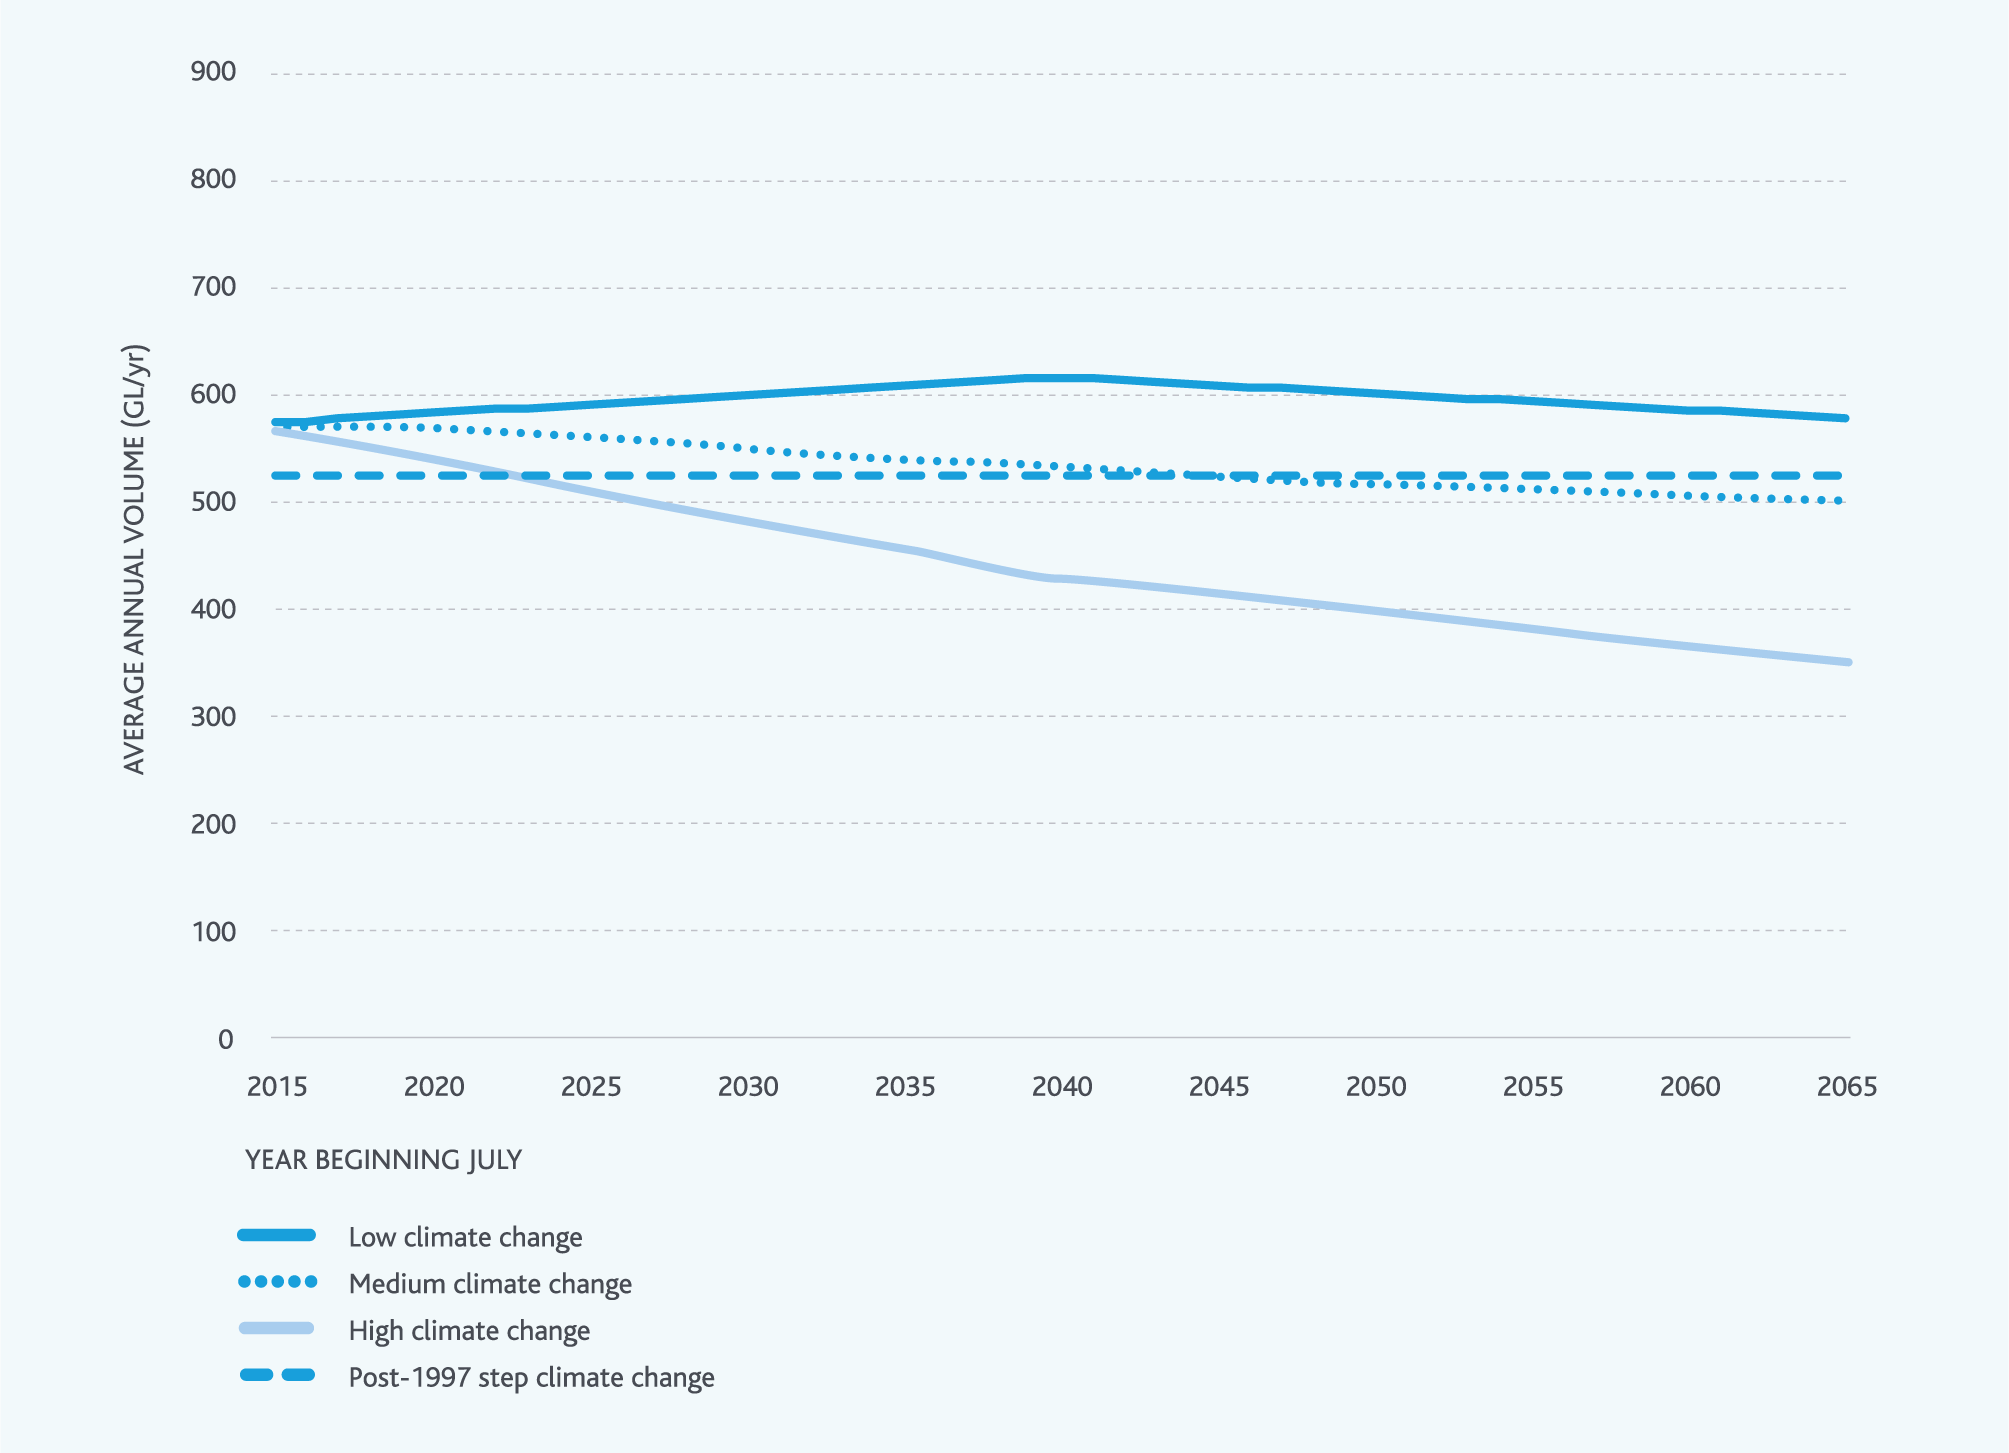 900
800
700
600
500
400
300
200
100
0
AVERAGE ANNUAL VOLUME (GL/yr)
2015 2020 2025 2030 2035 2040 2045 2050 2055 2060 2065
YEAR BEGINNING JULY
Low climate change
Medium climate change
High climate change
Post-1997 step climate change